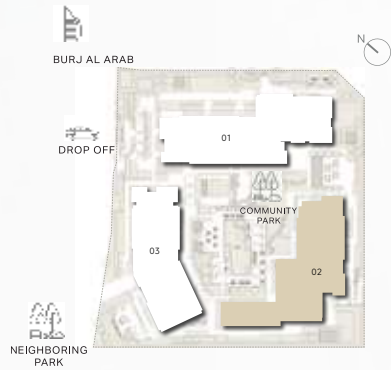 N
BURJ AL ARAB
DROP OFF
01
COMMUNITY
PARK
03
02
NEIGHBORING
PARK